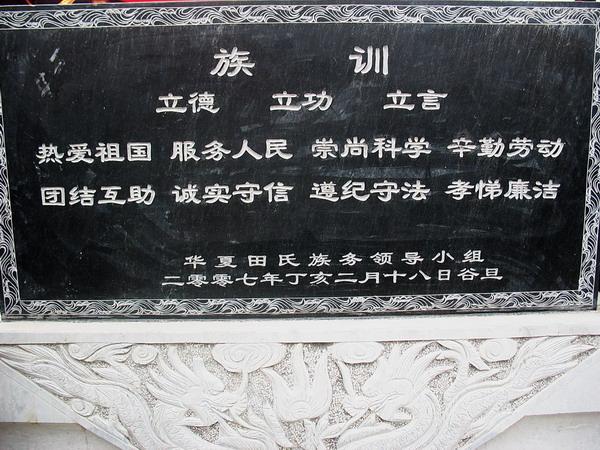 族 训
立德 立功 立言
热爱祖国 服务人民 崇尚科学 辛勤劳动
团结互助 诚实守信 遵纪守法 孝悌廉洁
华夏田氏族务领导小组
二零零七年丁亥二月十八日谷旦